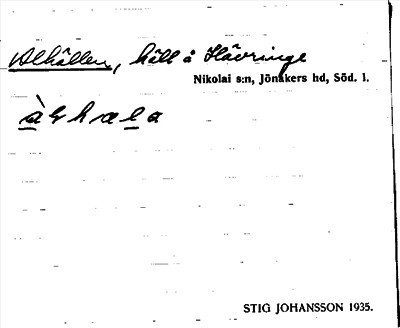 Alhällen, häll å Hävringe
Nikolai s:n, Jönåkers hd, Söd. l.
STIG JOHANSSON 1935.